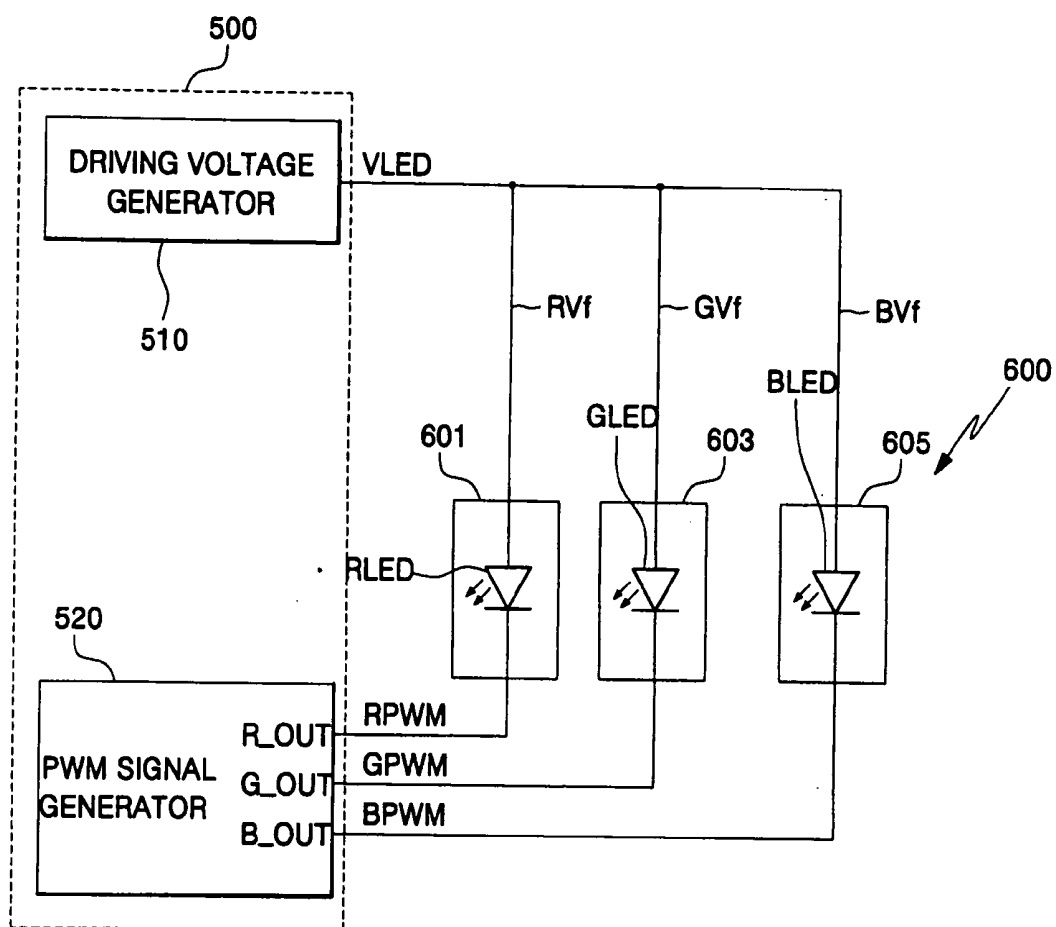 500
DRIVING VOLTAGE
GENERATOR
VLED
510
RVf
GVf
BVf
600
BLED
GLED
601
603
605
RLED
520
PWM SIGNAL
GENERATOR
R_OUT
G_OUT
B_OUT
RPWM
GPWM
BPWM